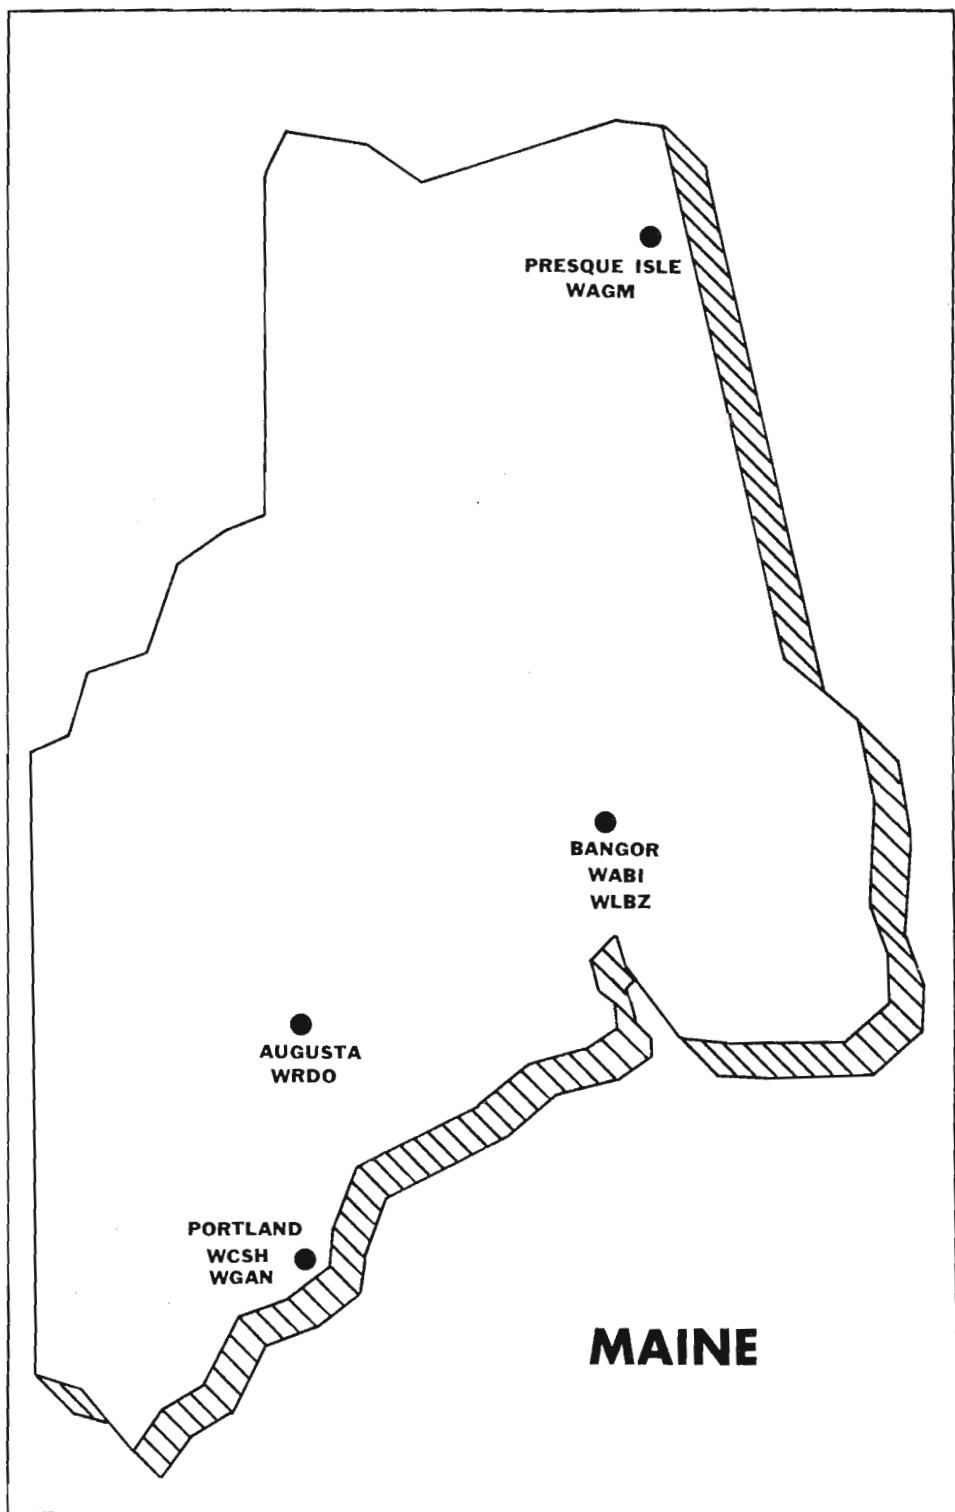 PRESQUE ISLE
WAGM
BANGOR
WABI
WLBZ
AUGUSTA
WRDO
PORTLAND
WCSH
WGAN
MAINE